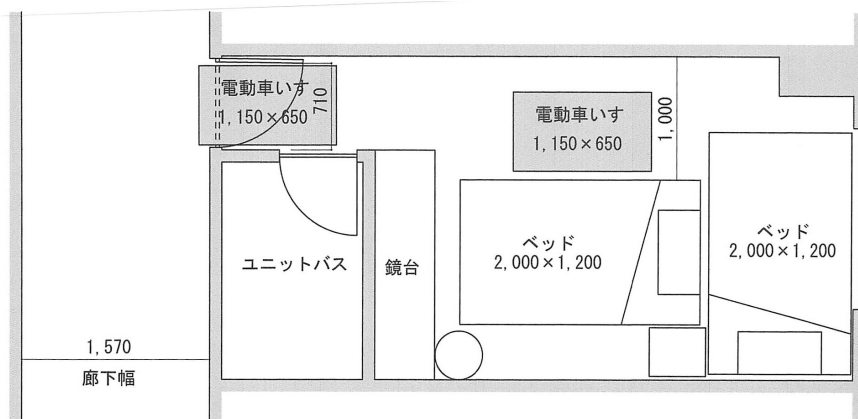 電動車いす
1,150×650
710
電動車いす
1,150×650
1,000
ベッド
2,000×1,200
ベッド
2,000×1,200
ユニットバス
鏡台
1,570
廊下幅